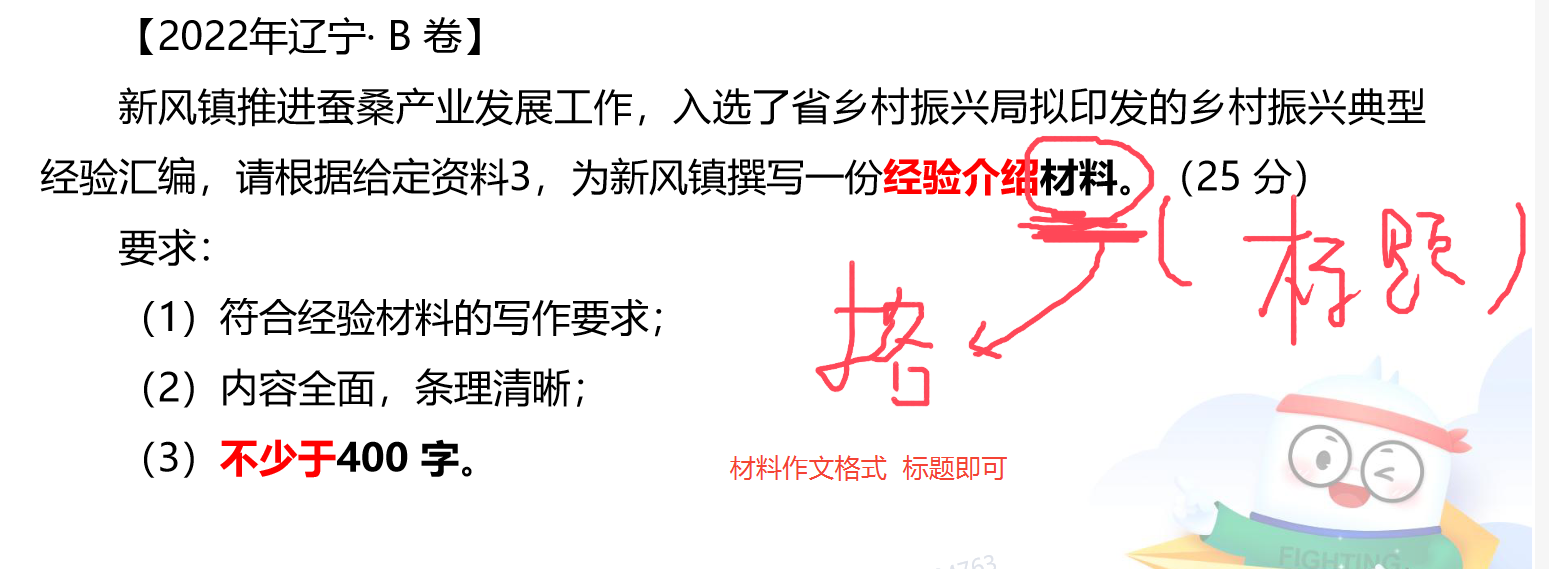 【2022年辽宁· B 卷】
新风镇推进蚕桑产业发展工作，入选了省乡村振兴局拟印发的乡村振兴典型
经验汇编，请根据给定资料3，为新风镇撰写一份经验介绍材料。（25 分）
要求：
（标题）
（1）符合经验材料的写作要求；
（2）内容全面，条理清晰；
（3）不少于400 字。
材料作文格式 标题即可
FIGHTING
4763